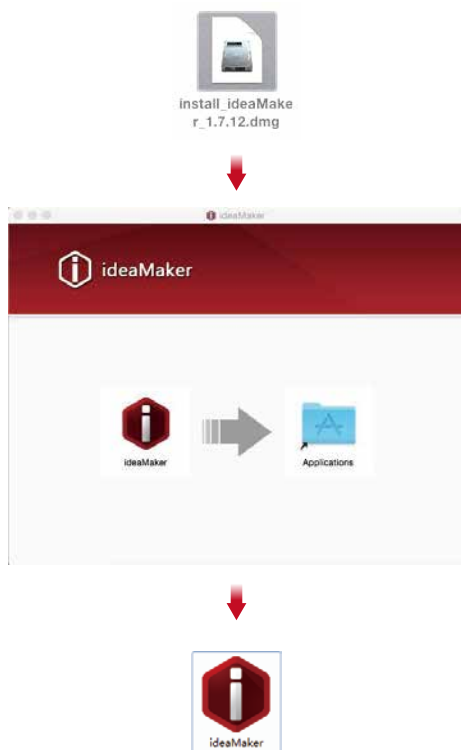 install_ideaMake
r_1.7.12.dmg
ideaMaker
ideaMaker
ideaMaker
Applications
ideaMaker